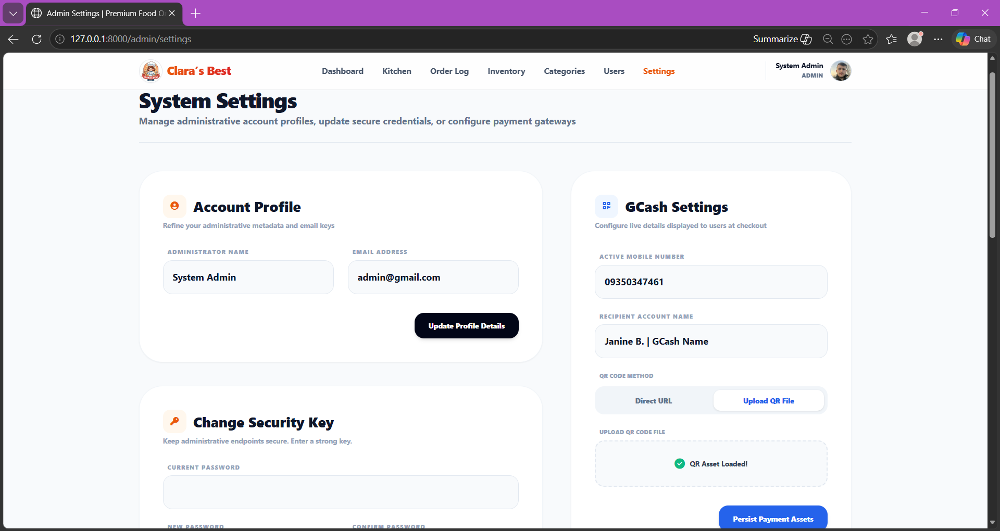 Admin Settings | Premium Food O
127.0.0.1:8000/admin/settings
Summarize
Chat
Clara's Best
Dashboard
Kitchen
Order Log
Inventory
Categories
Users
Settings
System Admin
ADMIN
System Settings
Manage administrative account profiles, update secure credentials, or configure payment gateways
Account Profile
Refine your administrative metadata and email keys
ADMINISTRATOR NAME
EMAIL ADDRESS
System Admin
admin@gmail.com
Update Profile Details
Change Security Key
Keep administrative endpoints secure. Enter a strong key.
CURRENT PASSWORD
NEW PASSWORD
CONFIRM PASSWORD
GCash Settings
Configure live details displayed to users at checkout
ACTIVE MOBILE NUMBER
09350347461
RECIPIENT ACCOUNT NAME
Janine B. | GCash Name
QR CODE METHOD
Direct URL
Upload QR File
UPLOAD QR CODE FILE
QR Asset Loaded!
Persist Payment Assets